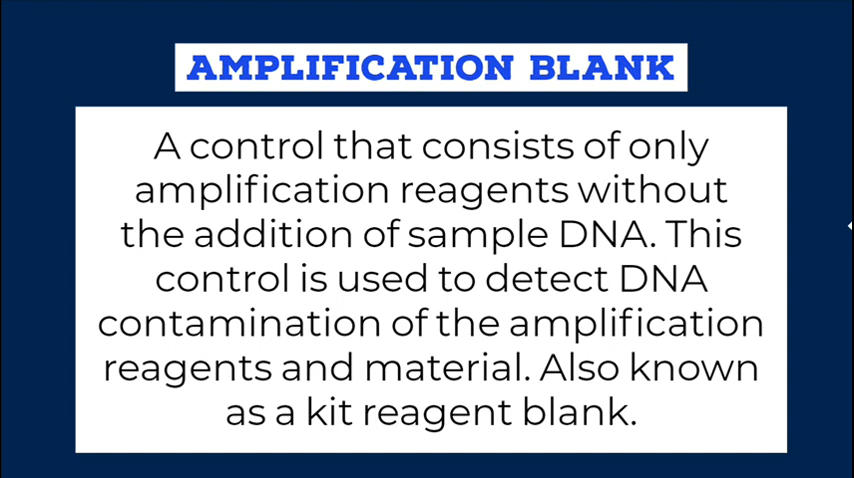 AMPLIFICATION BLANK
A control that consists of only
amplification reagents without
the addition of sample DNA. This
control is used to detect DNA
contamination of the amplification
reagents and material. Also known
as a kit reagent blank.